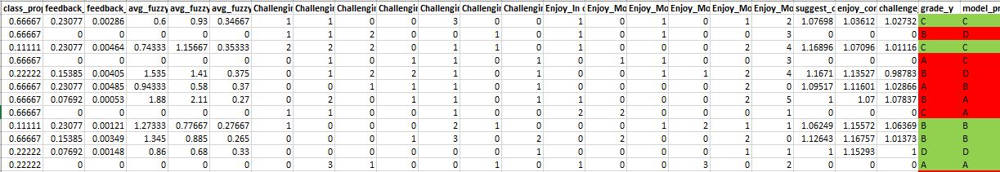 class_prop feedback_ feedback_ avg_fuzzy avg_fuzzy avg_fuzzy Challengin Challengin Challengin Challengin Challengin Challengin Challengin Enjoy_In c Enjoy_Mo Enjoy_Mo Enjoy_Mo Enjoy_Mo Enjoy_Mo suggest_c enjoy_con challenge_ grade_y model_pr
0.66667 0.23077 0.00286 0.6 0.93 0.34667 1 1 0 0 3 0 0 1 0 1 0 1 2 1.07698 1.03612 1.02732 C C
0.66667 0 0 0 0 0 1 1 2 0 1 1 0 1 0 0 0 0 3 0 0 0 B D
0.11111 0.23077 0.00464 0.74333 1.15667 0.35333 2 2 2 0 1 1 0 1 0 0 0 2 4 1.16896 1.07096 1.01116 C C
0.66667 0 0 0 0 0 0 1 0 1 1 0 1 0 1 1 0 0 3 0 0 0 A C
0.22222 0.15385 0.00405 1.535 1.41 0.375 0 1 2 2 1 0 1 0 0 1 1 2 4 1.1671 1.13527 0.98783 B D
0.66667 0.23077 0.00485 0.94333 0.58 0.37 0 0 1 1 1 0 1 1 0 0 0 2 0 0.09517 1.11601 1.02866 A B
0.66667 0.07692 0.00053 1.88 2.11 0.27 0 2 0 1 1 0 1 1 0 0 0 2 5 1 1.07 1.07837 B A
0.66667 0 0 0 0 0 1 1 0 0 1 0 0 2 2 0 0 0 1 0 0 0 C A
0.11111 0.23077 0.00121 1.27333 0.77667 0.27667 1 0 0 0 2 1 0 0 0 1 2 1 1 1.06249 1.15572 1.06369 B B
0.66667 0.15385 0.00349 1.345 0.885 0.265 1 0 0 1 3 0 2 0 2 0 0 2 0 1.12643 1.16757 1.01373 B B
0.22222 0.07692 0.00148 0.86 0.68 0.33 0 0 0 0 0 0 1 0 0 0 0 1 1 1 1.15293 1 D D
0.22222 0 0 0 0 0 0 3 1 0 0 1 0 1 0 0 3 0 2 0 0 0 A A